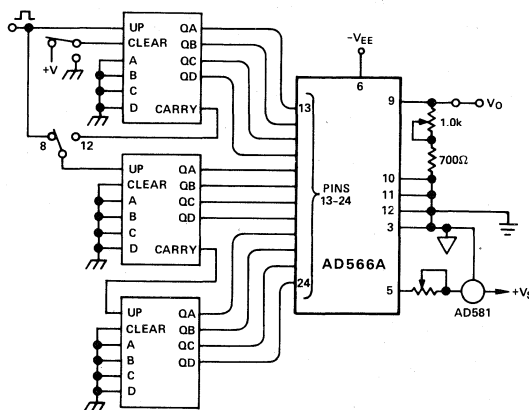 UP
CLEAR
A
B
C
D
QA
QB
QC
QD
CARRY
+V
8
12
UP
CLEAR
A
B
C
D
QA
QB
QC
QD
CARRY
UP
CLEAR
A
B
C
D
QA
QB
QC
QD
−VEE
6
13
PINS
13-24
24
AD566A
9
10
11
12
3
5
VO
1.0k
700Ω
AD581
+VS